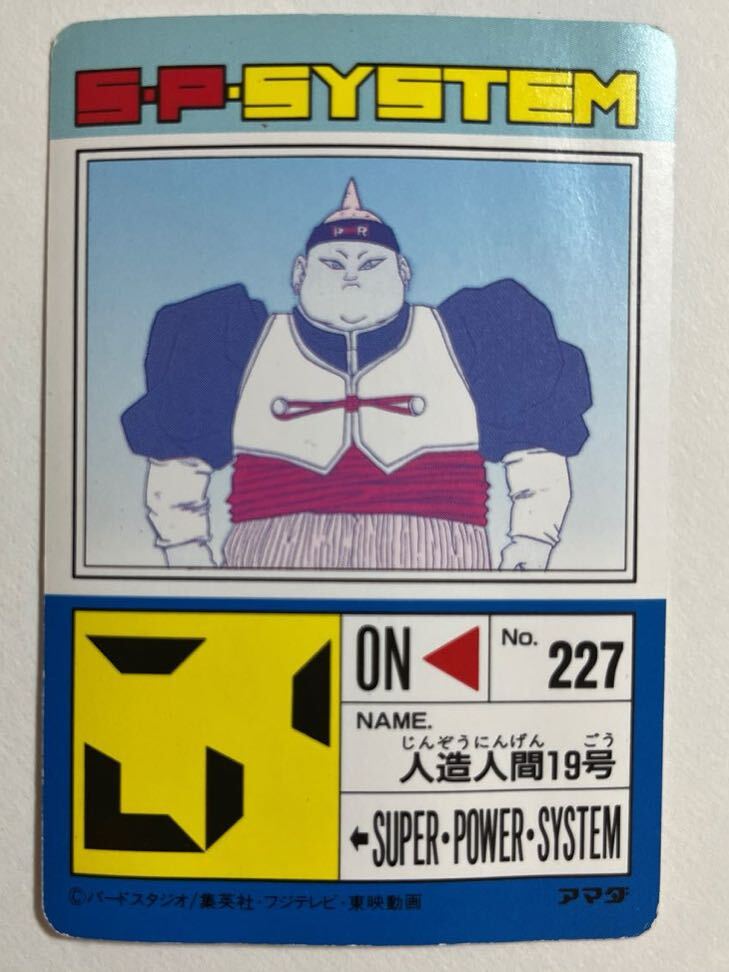 S・P・SYSTEM
R R
ON No. 227
NAME.
じんぞうにんげん ごう
人造人間19号
SUPER・POWER・SYSTEM
©バードスタジオ/集英社・フジテレビ・東映動画
アマダ